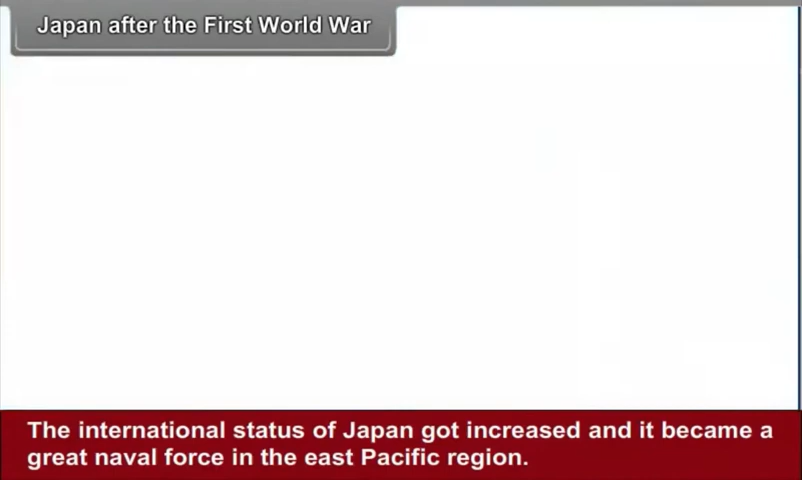 Japan after the First World War
The international status of Japan got increased and it became a
great naval force in the east Pacific region.